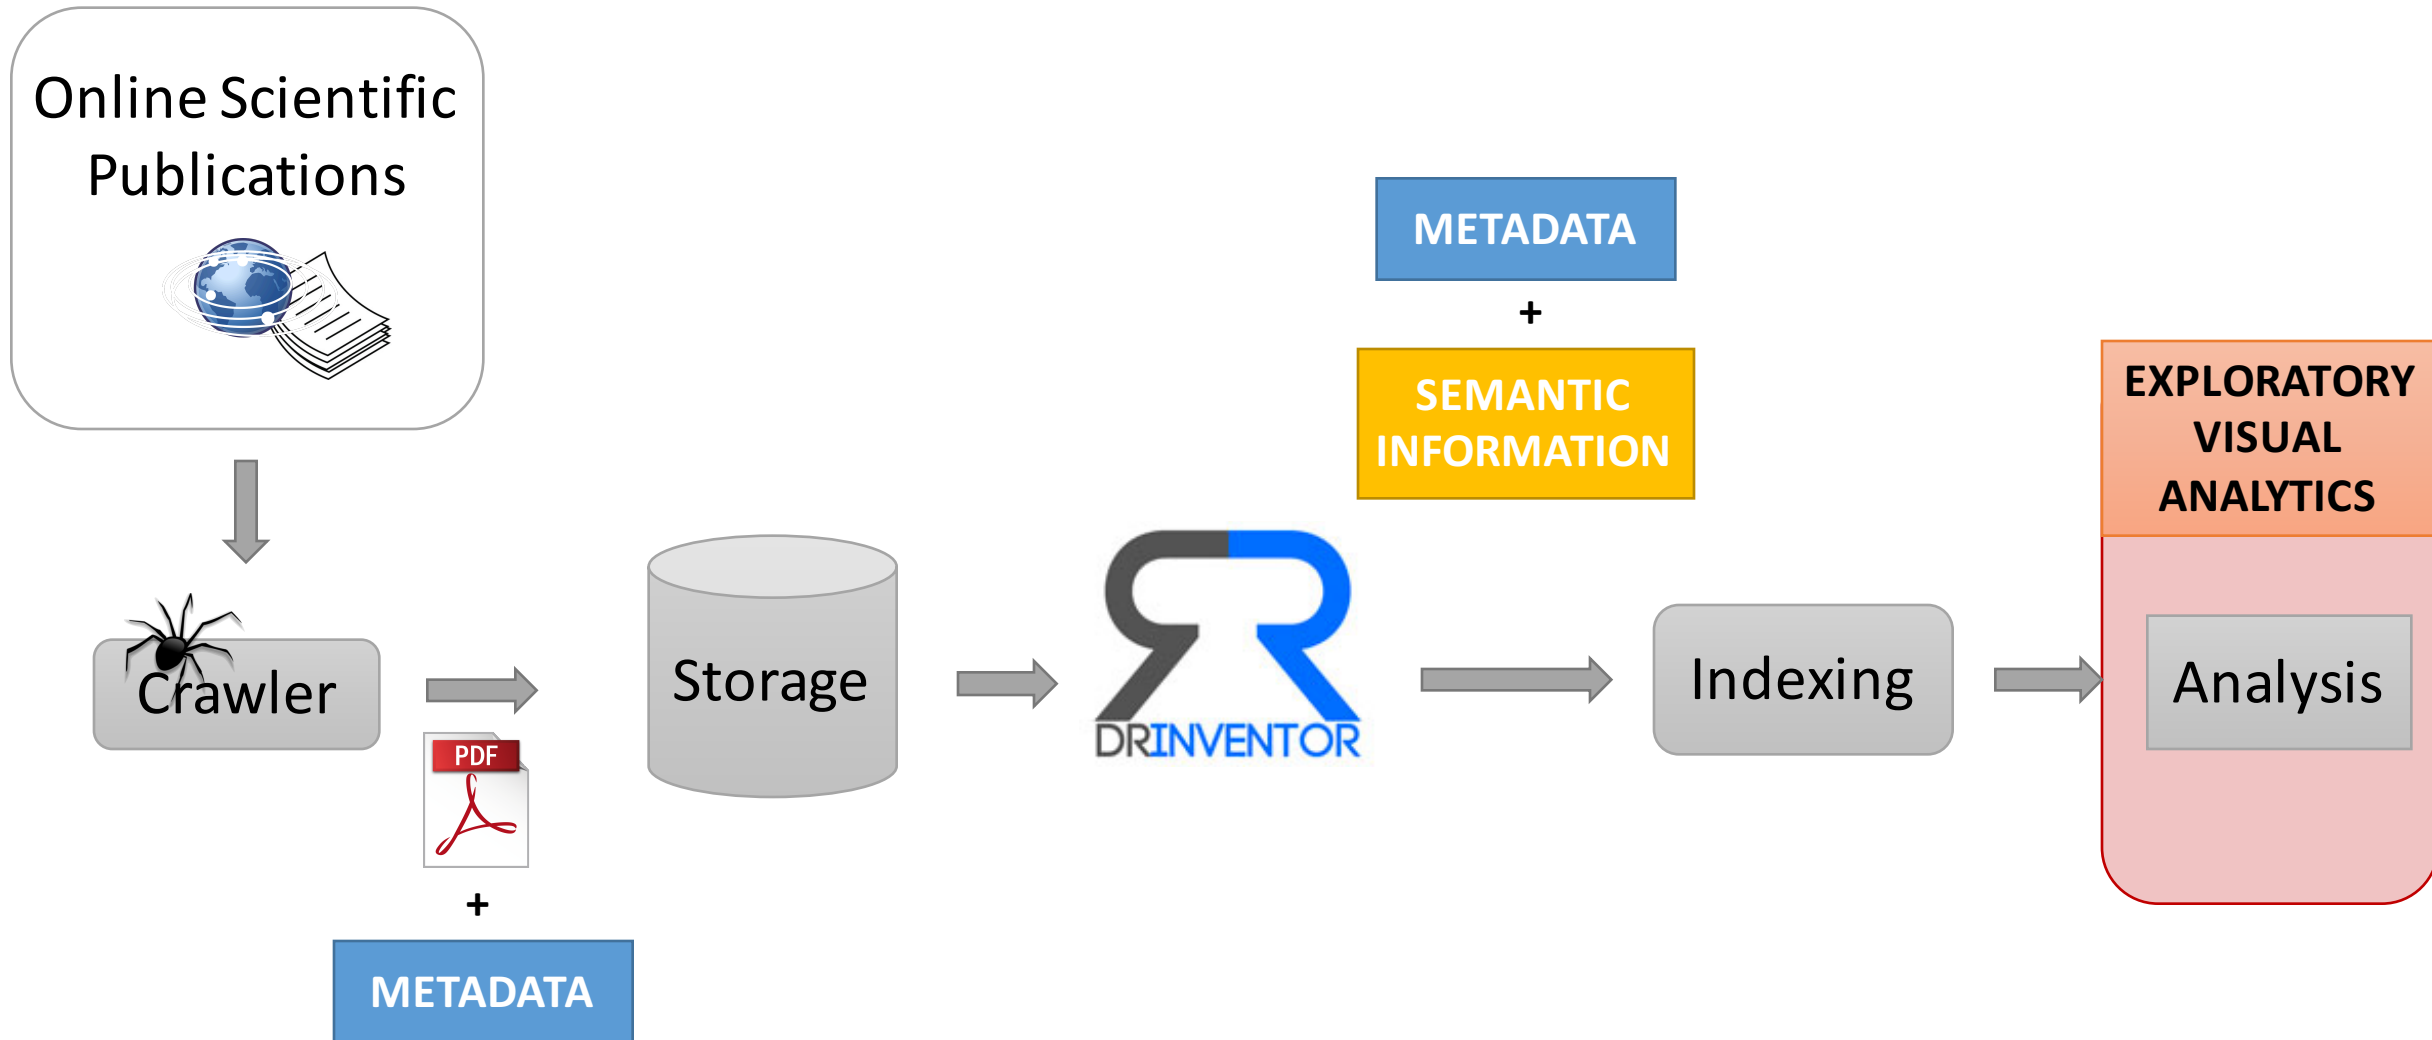 Online Scientific
Publications
Crawler
PDF
+
METADATA
Storage
DRINVENTOR
METADATA
+
SEMANTIC
INFORMATION
Indexing
EXPLORATORY
VISUAL
ANALYTICS
Analysis